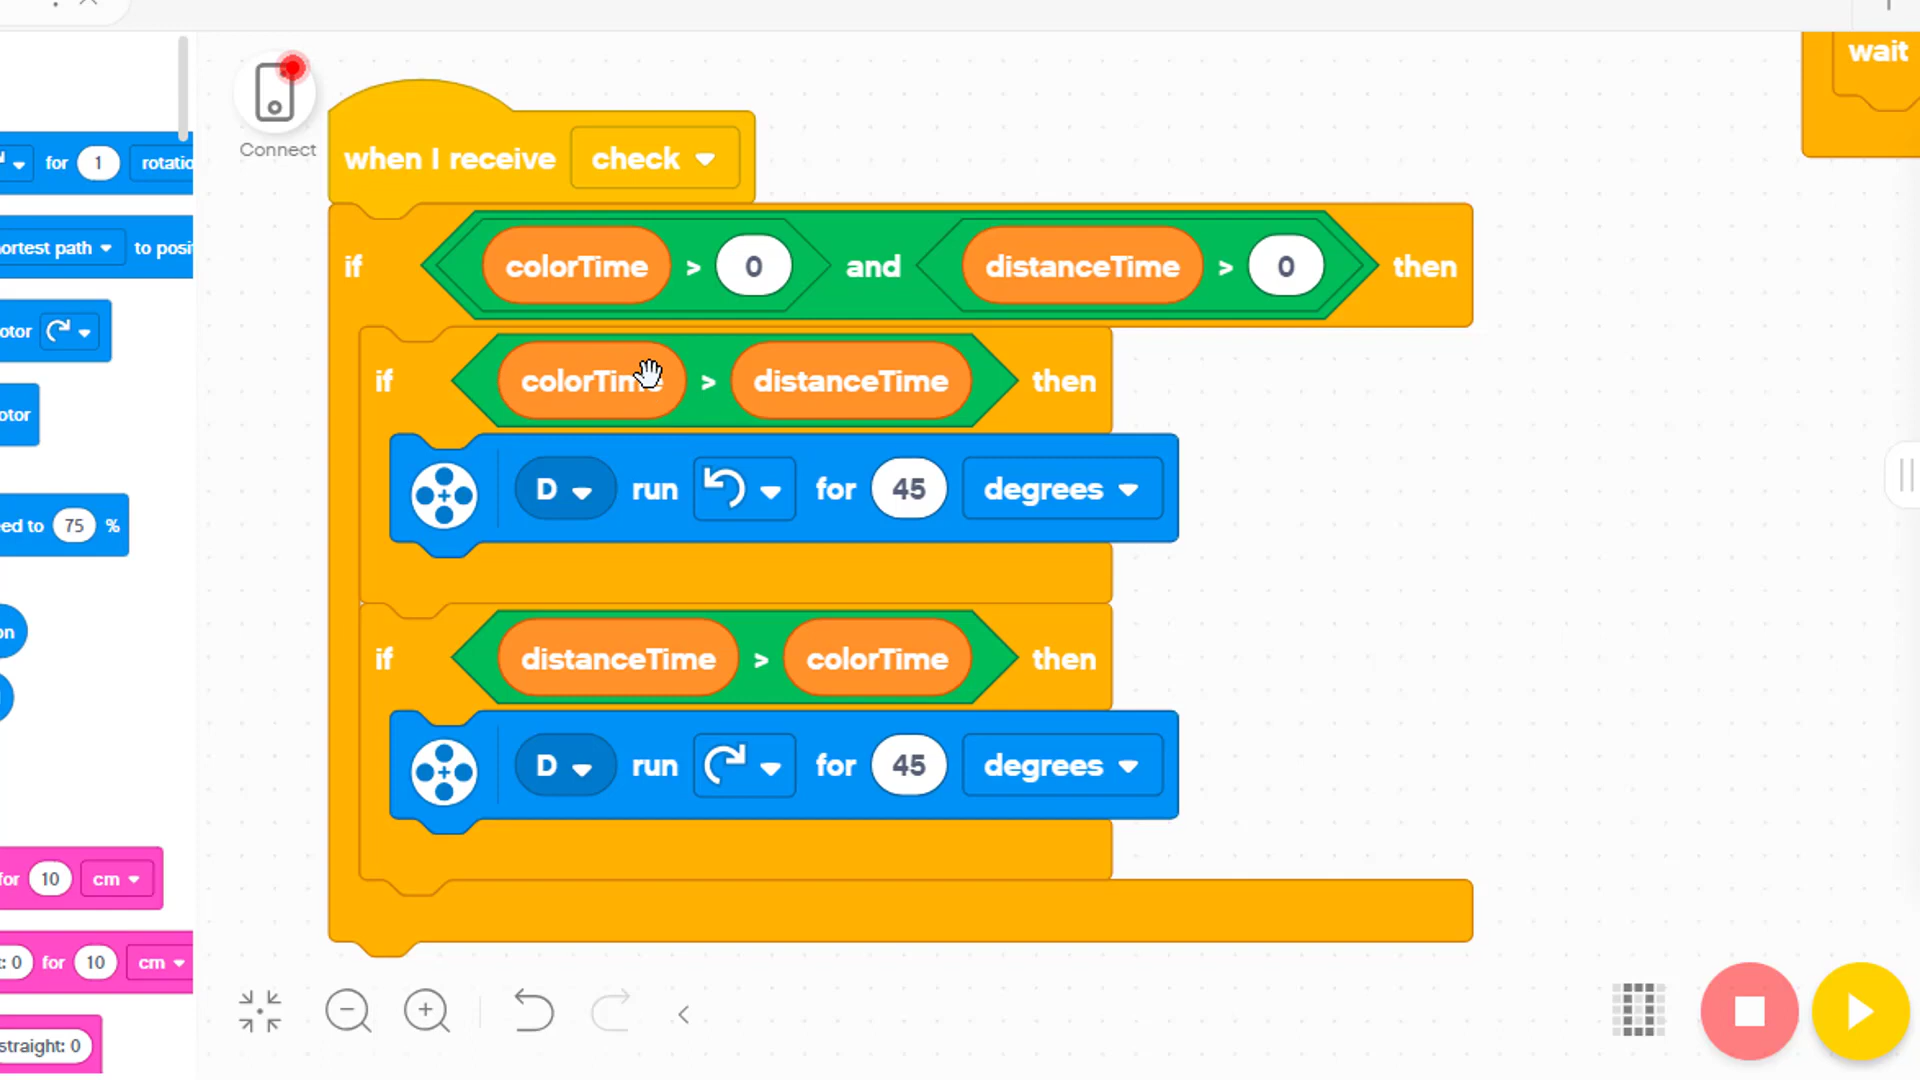 wait
Connect
when I receive check
for 1 rotatio
ortest path to posi
if colorTime > 0 and distanceTime > 0 then
otor
if colorTime > distanceTime then
otor
D run for 45 degrees
ed to 75 %
on
if distanceTime > colorTime then
D run for 45 degrees
for 10 cm
: 0 for 10 cm
straight: 0